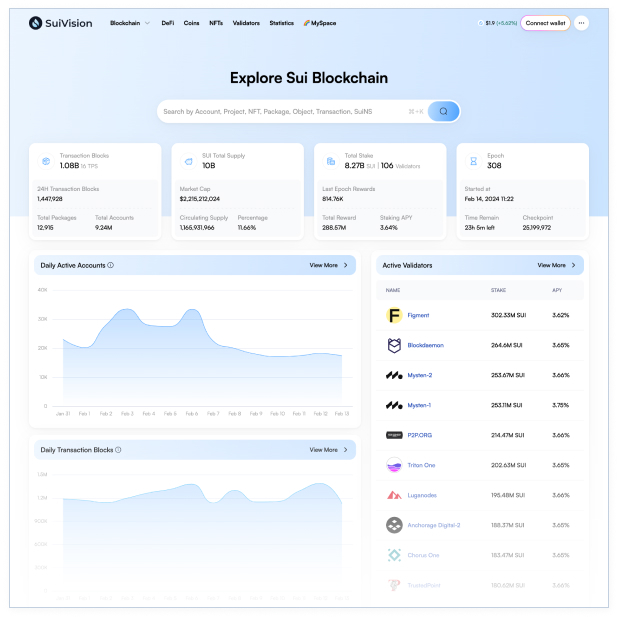 SuiVision
Blockchain DeFi Coins NFTs Validators Statistics MySpace
$1.9 (+5.62%) Connect wallet
Explore Sui Blockchain
Search by Account, Project, NFT, Package, Object, Transaction, SuiNS
Transaction Blocks
1.08B 16 TPS
24H Transaction Blocks
1,447,928
Total Packages Total Accounts
12,915 9.24M
SUI Total Supply
10B
Market Cap
$2,215,212,024
Circulating Supply Percentage
1,165,931,966 11.66%
Total Stake
8.27B SUI | 106 Validators
Last Epoch Rewards
814.76K
Total Reward Staking APY
288.57M 3.64%
Epoch
308
Started at
Feb 14, 2024 11:22
Time Remain Checkpoint
23h 5m left 25,199,972
Daily Active Accounts View More
40K
30K
20K
10K
0
Jan 31 Feb 1 Feb 2 Feb 3 Feb 4 Feb 5 Feb 6 Feb 7 Feb 8 Feb 9 Feb 10 Feb 11 Feb 12 Feb 13
Daily Transaction Blocks View More
Active Validators View More
NAME STAKE APY
Figment 302.33M SUI 3.62%
Blockdaemon 264.6M SUI 3.65%
Mysten-2 253.67M SUI 3.66%
Mysten-1 253.11M SUI 3.75%
P2P.ORG 214.47M SUI 3.66%
Triton One 202.63M SUI 3.65%
Luganodes 195.48M SUI 3.66%
Anchorage Digital-2 188.37M SUI 3.65%
Chorus One 183.47M SUI 3.65%
TrustedPoint 180.62M SUI 3.66%